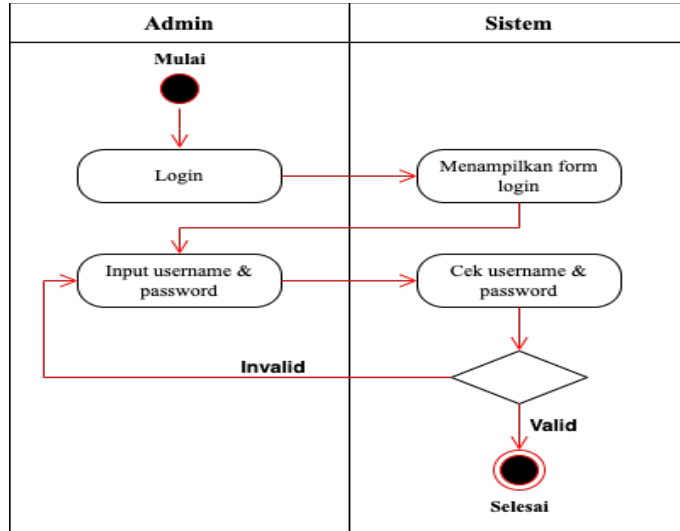 Admin
Sistem
Mulai
Login
Menampilkan form
login
Input username &
password
Cek username &
password
Invalid
Valid
Selesai